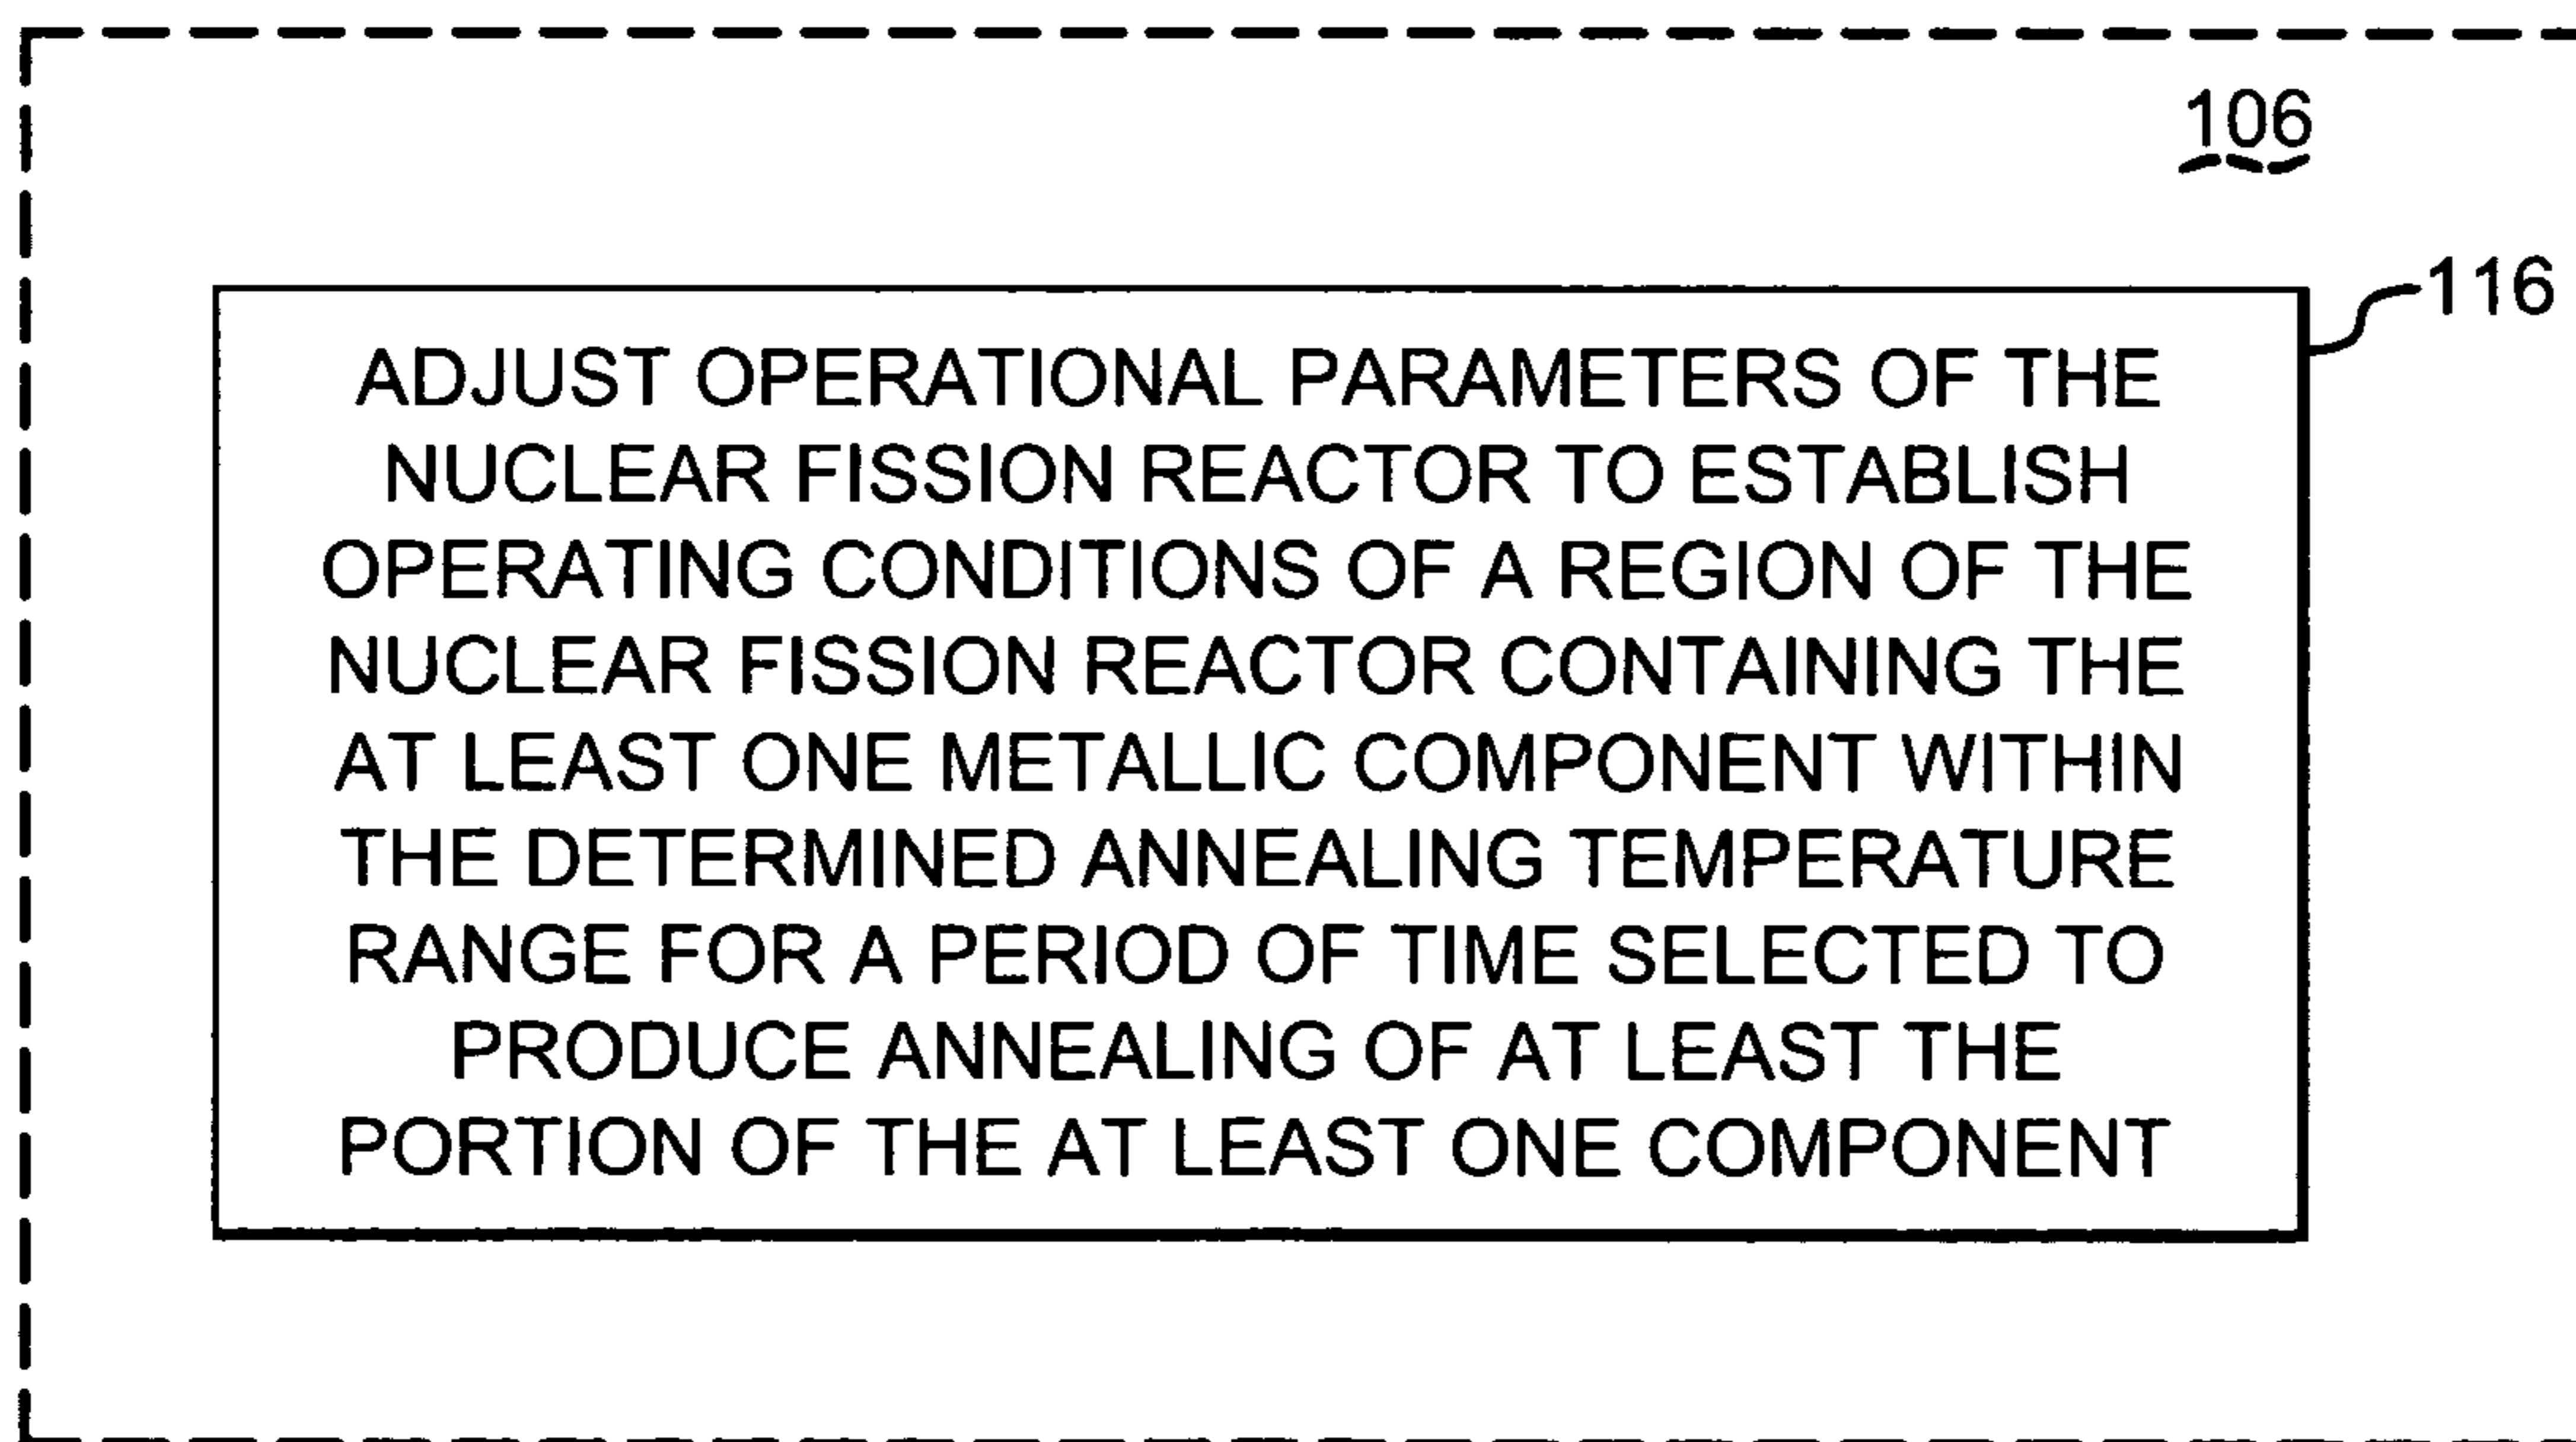 106
116
ADJUST OPERATIONAL PARAMETERS OF THE
NUCLEAR FISSION REACTOR TO ESTABLISH
OPERATING CONDITIONS OF A REGION OF THE
NUCLEAR FISSION REACTOR CONTAINING THE
AT LEAST ONE METALLIC COMPONENT WITHIN
THE DETERMINED ANNEALING TEMPERATURE
RANGE FOR A PERIOD OF TIME SELECTED TO
PRODUCE ANNEALING OF AT LEAST THE
PORTION OF THE AT LEAST ONE COMPONENT